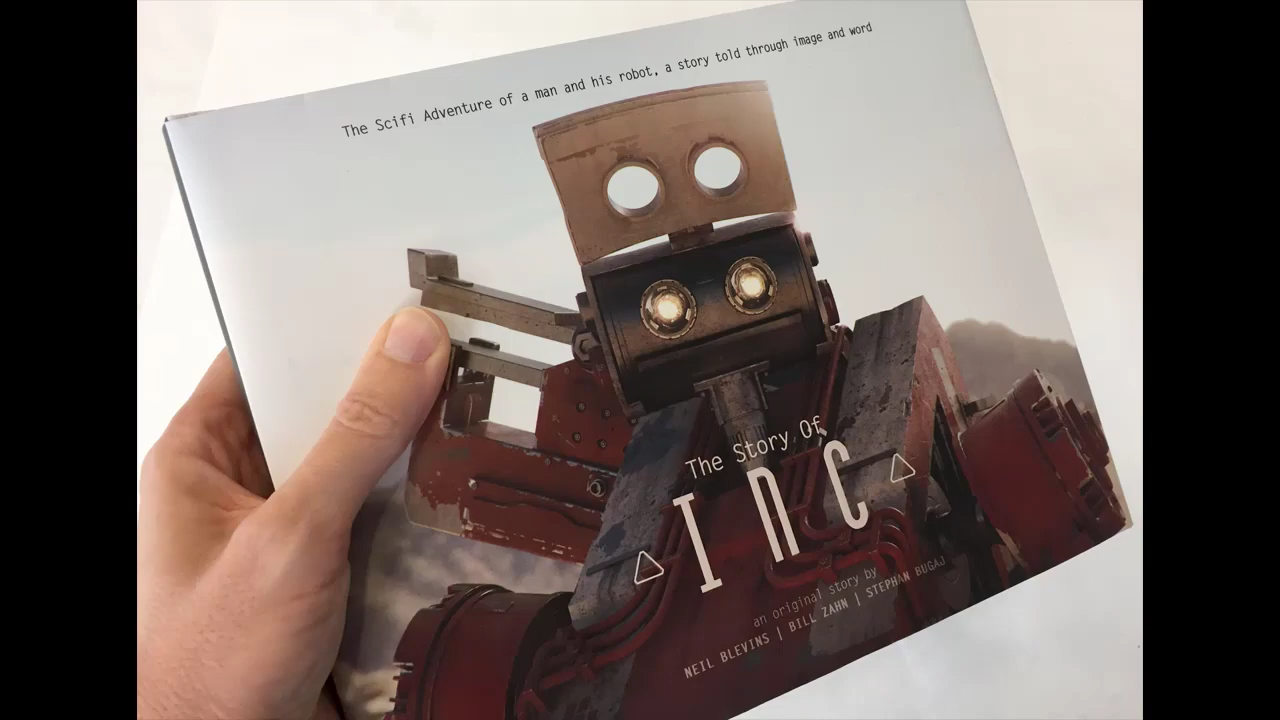 The Scifi Adventure of a man and his robot, a story told through image and word
The Story Of
INC
an original story by
NEIL BLEVINS | BILL ZAHN | STEPHAN BUGAJ